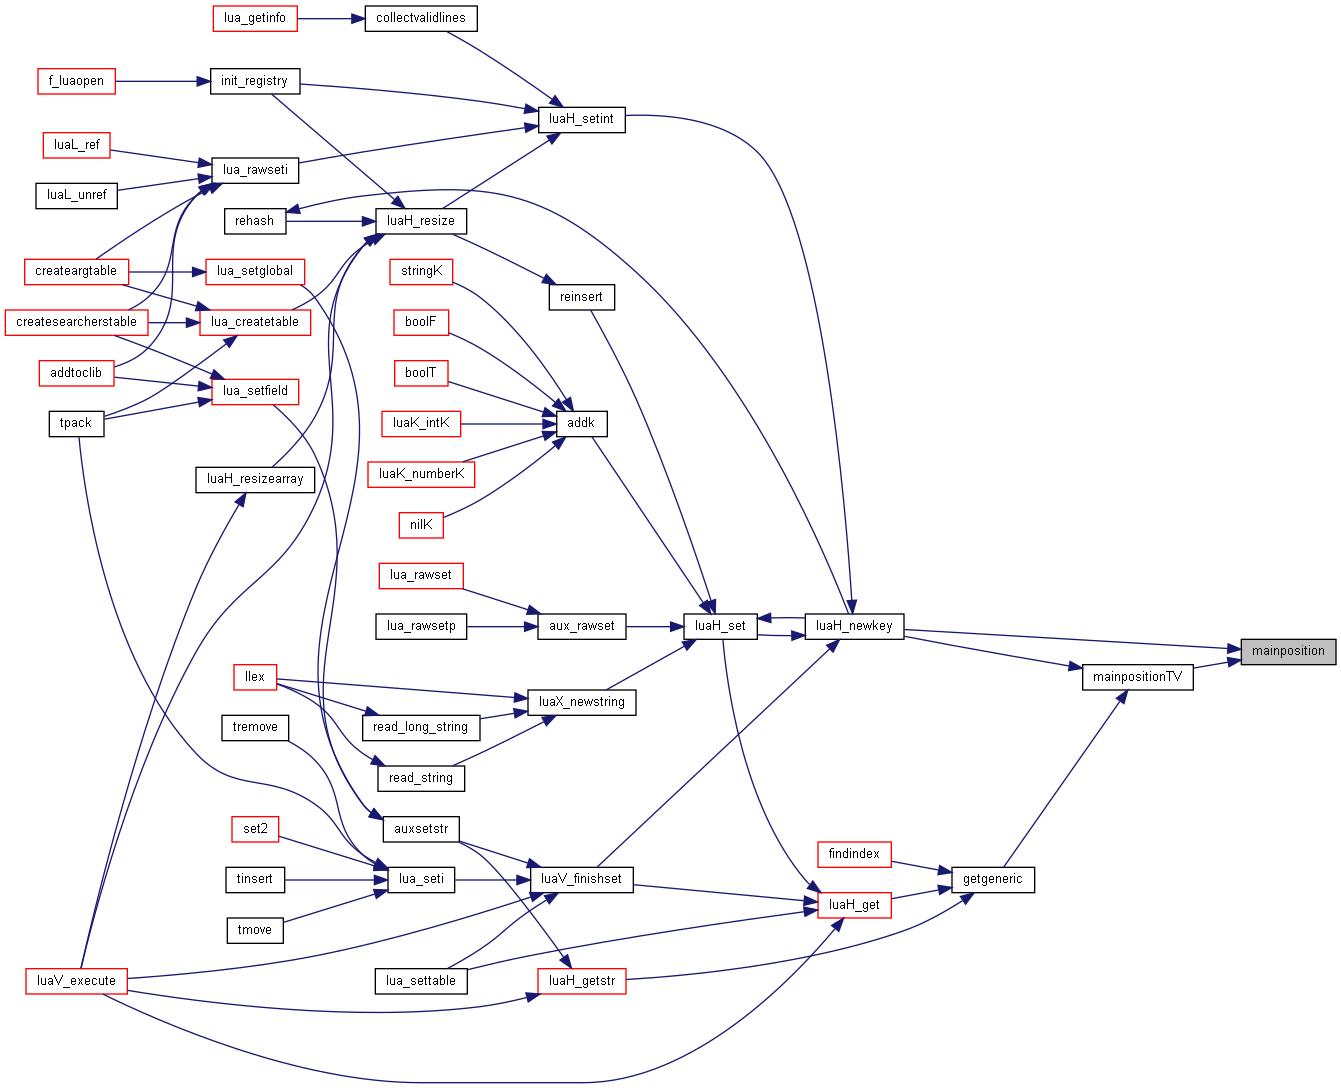 lua_getinfo
collectvalidlines
f_luaopen
init_registry
luaH_setint
luaL_ref
lua_rawseti
luaL_unref
rehash
luaH_resize
createargtable
lua_setglobal
stringK
reinsert
createsearcherstable
lua_createtable
boolF
addtoclib
lua_setfield
boolT
tpack
luaK_intK
addk
luaH_resizearray
luaK_numberK
nilK
lua_rawset
lua_rawsetp
aux_rawset
luaH_set
luaH_newkey
mainposition
llex
mainpositionTV
luaX_newstring
tremove
read_long_string
read_string
set2
auxsetstr
findindex
tinsert
lua_seti
luaV_finishset
getgeneric
luaH_get
tmove
luaV_execute
lua_settable
luaH_getstr